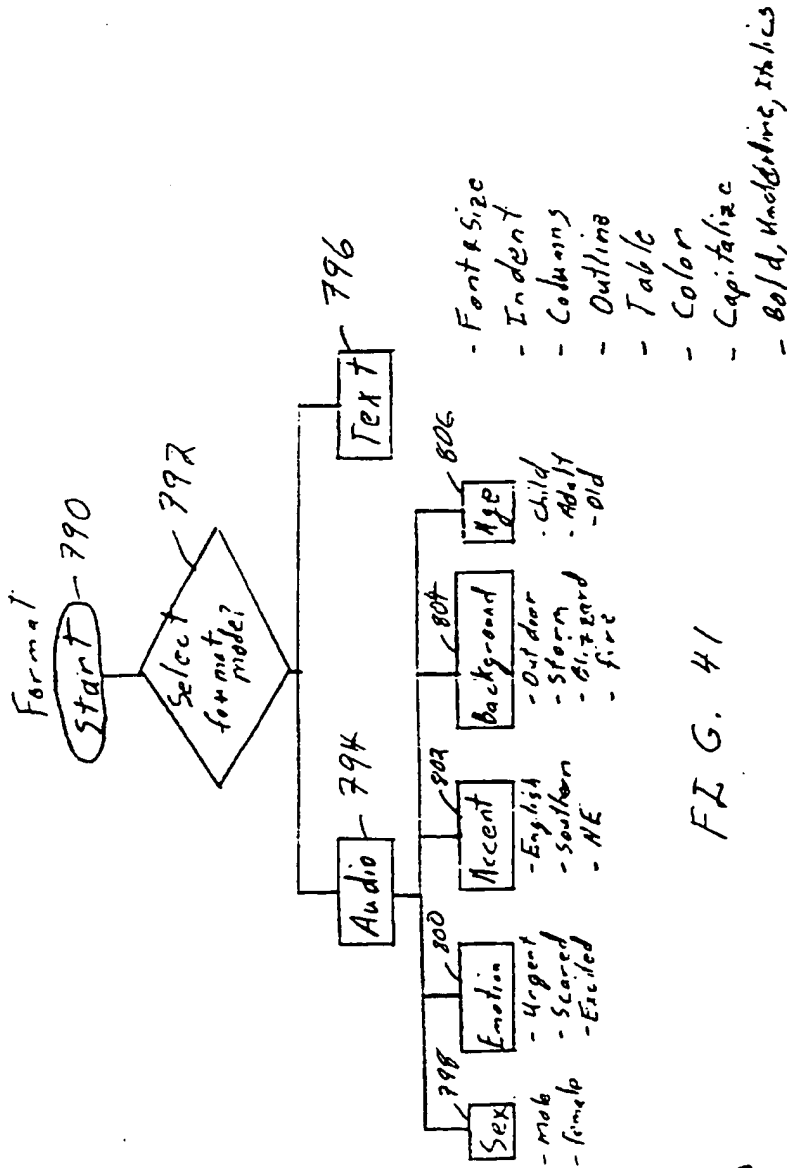 Format
Start
790
Select
format
mode?
792
Audio
794
Text
796
- Font & Size
- Indent
- Columns
- Outline
- Table
- Color
- Capitalize
- Bold, Underline, Italics
Sex
798
- male
- female
Emotion
800
- Urgent
- Scared
- Excited
Accent
802
- English
- Southern
- NE
Background
804
- Outdoor
- Storm
- Blizzard
- fire
Age
806
- Child
- Adult
- Old
FIG. 41